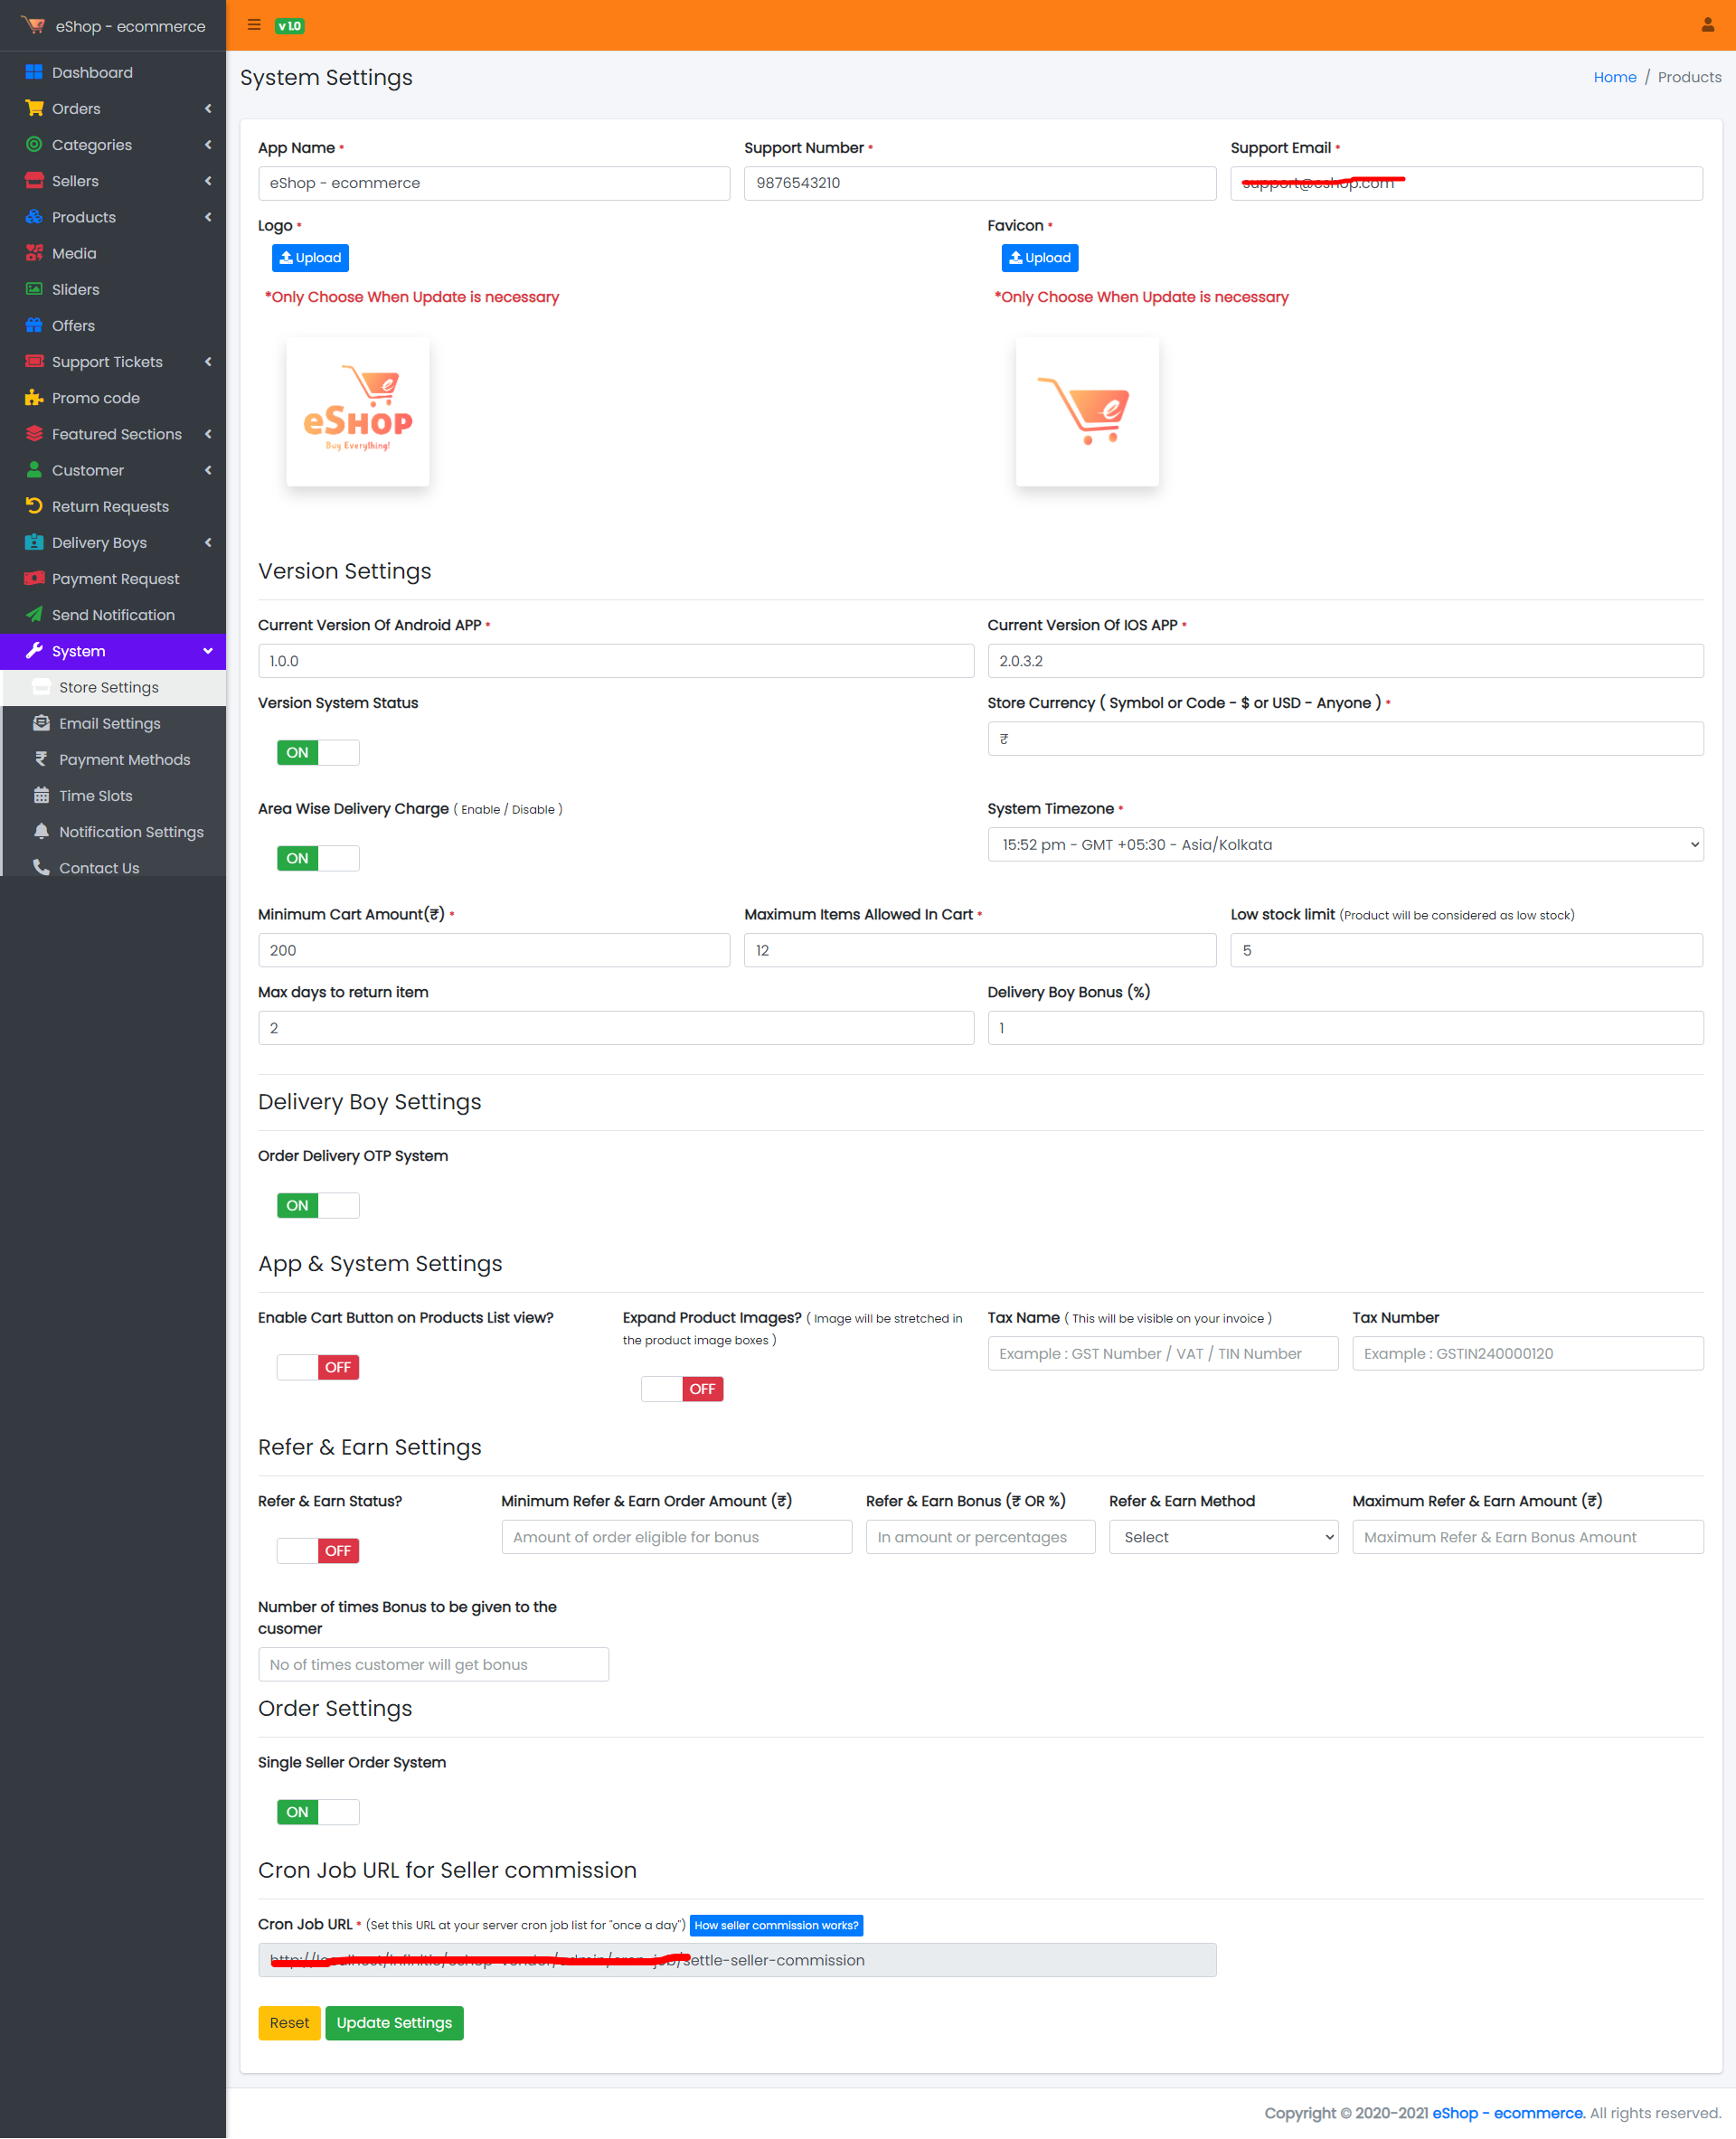 eShop - ecommerce
v 1.0
Dashboard
Orders
Categories
Sellers
Products
Media
Sliders
Offers
Support Tickets
Promo code
Featured Sections
Customer
Return Requests
Delivery Boys
Payment Request
Send Notification
System
Store Settings
Email Settings
Payment Methods
Time Slots
Notification Settings
Contact Us
System Settings
Home / Products
App Name *
Support Number *
Support Email *
eShop - ecommerce
9876543210
support@eshop.com
Logo *
Favicon *
Upload
Upload
*Only Choose When Update is necessary
*Only Choose When Update is necessary
e
eSHOP
Buy Everything!
e
Version Settings
Current Version Of Android APP *
Current Version Of IOS APP *
1.0.0
2.0.3.2
Version System Status
Store Currency ( Symbol or Code - $ or USD - Anyone ) *
ON
₹
Area Wise Delivery Charge ( Enable / Disable )
System Timezone *
ON
15:52 pm - GMT +05:30 - Asia/Kolkata
Minimum Cart Amount(₹) *
Maximum Items Allowed In Cart *
Low stock limit (Product will be considered as low stock)
200
12
5
Max days to return item
Delivery Boy Bonus (%)
2
1
Delivery Boy Settings
Order Delivery OTP System
ON
App & System Settings
Enable Cart Button on Products List view?
Expand Product Images? ( Image will be stretched in
the product image boxes )
Tax Name ( This will be visible on your invoice )
Tax Number
OFF
OFF
Example : GST Number / VAT / TIN Number
Example : GSTIN240000120
Refer & Earn Settings
Refer & Earn Status?
Minimum Refer & Earn Order Amount (₹)
Refer & Earn Bonus (₹ OR %)
Refer & Earn Method
Maximum Refer & Earn Amount (₹)
OFF
Amount of order eligible for bonus
In amount or percentages
Select
Maximum Refer & Earn Bonus Amount
Number of times Bonus to be given to the
cusomer
No of times customer will get bonus
Order Settings
Single Seller Order System
ON
Cron Job URL for Seller commission
Cron Job URL * (Set this URL at your server cron job list for "once a day") How seller commission works?
settle-seller-commission
Reset
Update Settings
Copyright © 2020-2021 eShop - ecommerce. All rights reserved.